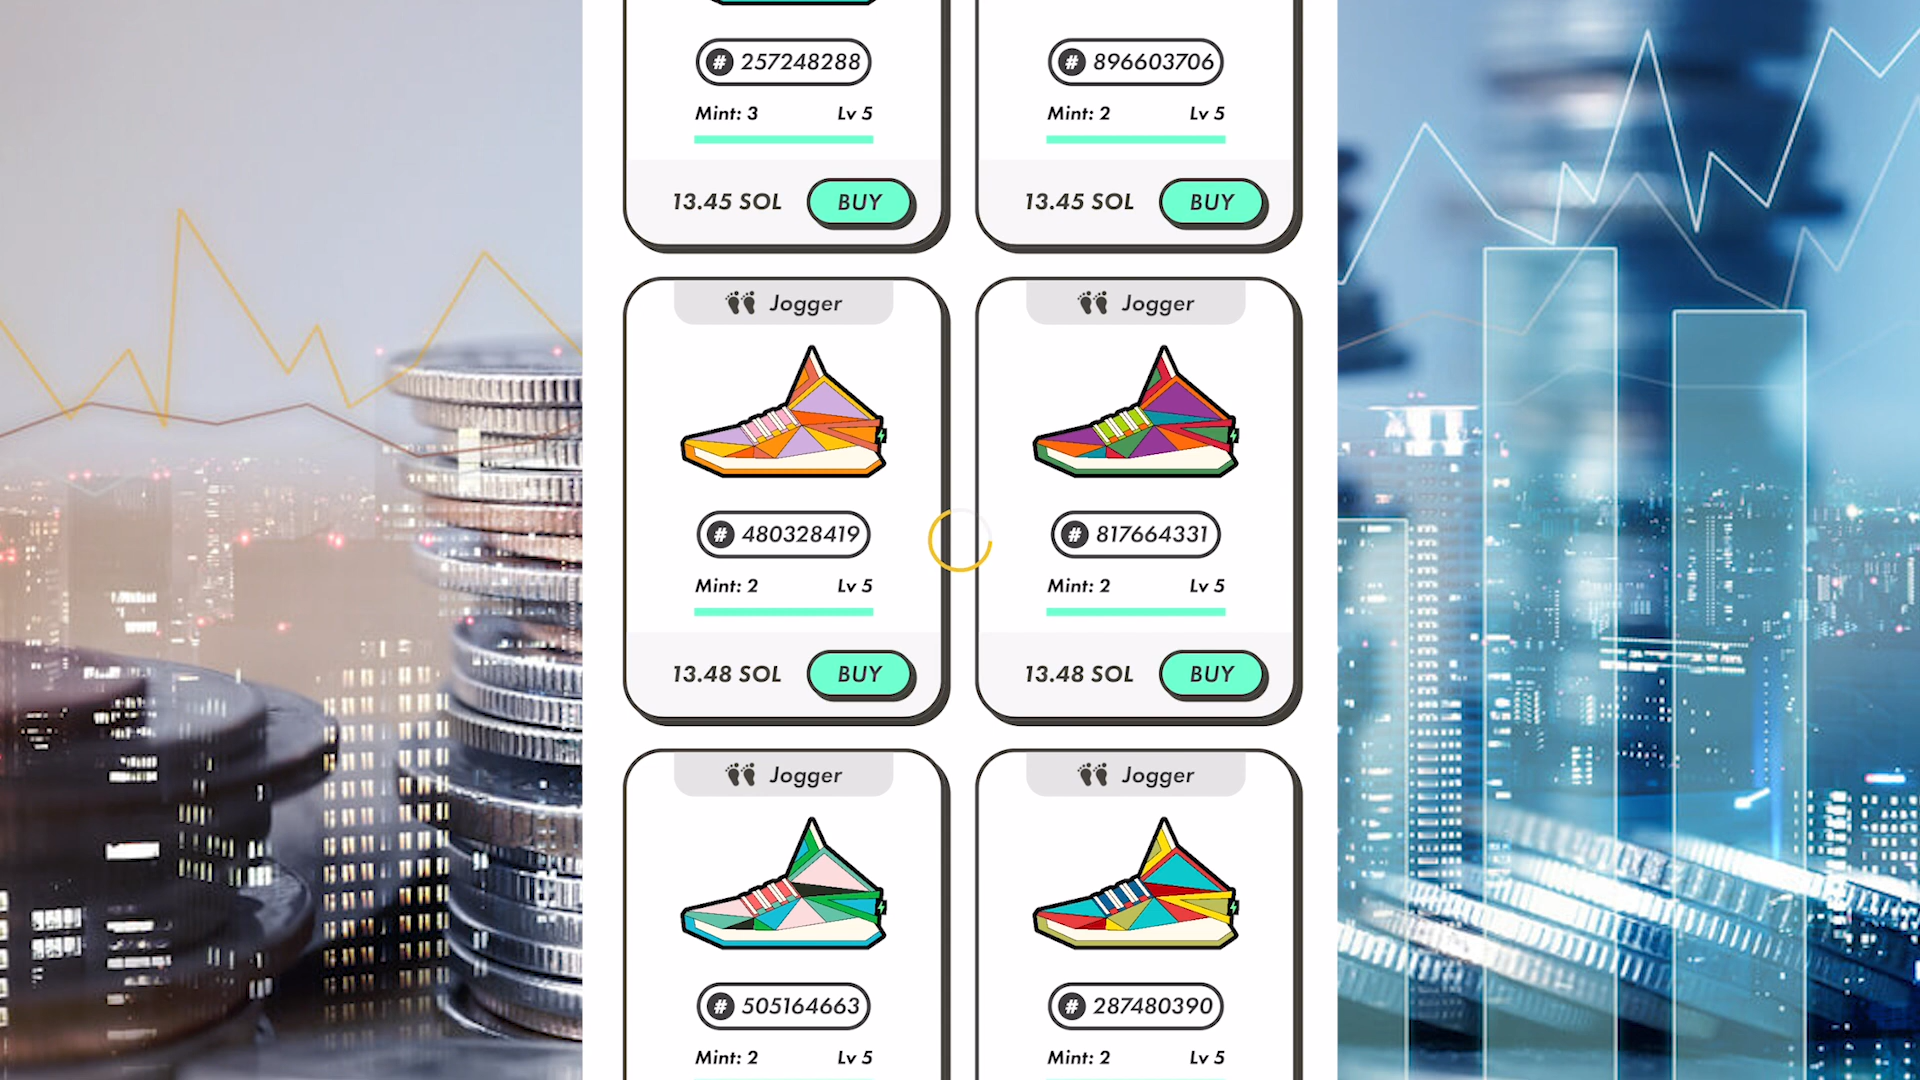 # 257248288
# 896603706
Mint: 3 Lv 5
Mint: 2 Lv 5
13.45 SOL BUY
13.45 SOL BUY
Jogger
Jogger
# 480328419
# 817664331
Mint: 2 Lv 5
Mint: 2 Lv 5
13.48 SOL BUY
13.48 SOL BUY
Jogger
Jogger
# 505164663
# 287480390
Mint: 2 Lv 5
Mint: 2 Lv 5